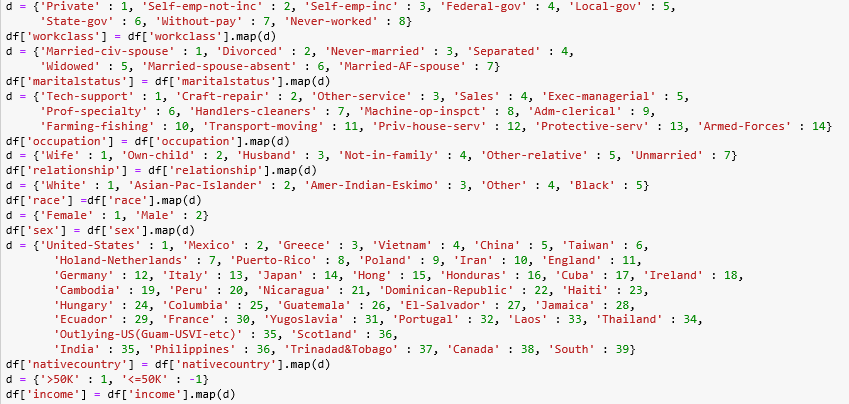 d = {'Private' : 1, 'Self-emp-not-inc' : 2, 'Self-emp-inc' : 3, 'Federal-gov' : 4, 'Local-gov' : 5,
'State-gov' : 6, 'Without-pay' : 7, 'Never-worked' : 8}
df['workclass'] = df['workclass'].map(d)
d = {'Married-civ-spouse' : 1, 'Divorced' : 2, 'Never-married' : 3, 'Separated' : 4,
'Widowed' : 5, 'Married-spouse-absent' : 6, 'Married-AF-spouse' : 7}
df['maritalstatus'] = df['maritalstatus'].map(d)
d = {'Tech-support' : 1, 'Craft-repair' : 2, 'Other-service' : 3, 'Sales' : 4, 'Exec-managerial' : 5,
'Prof-specialty' : 6, 'Handlers-cleaners' : 7, 'Machine-op-inspct' : 8, 'Adm-clerical' : 9,
'Farming-fishing' : 10, 'Transport-moving' : 11, 'Priv-house-serv' : 12, 'Protective-serv' : 13, 'Armed-Forces' : 14}
df['occupation'] = df['occupation'].map(d)
d = {'Wife' : 1, 'Own-child' : 2, 'Husband' : 3, 'Not-in-family' : 4, 'Other-relative' : 5, 'Unmarried' : 7}
df['relationship'] = df['relationship'].map(d)
d = {'White' : 1, 'Asian-Pac-Islander' : 2, 'Amer-Indian-Eskimo' : 3, 'Other' : 4, 'Black' : 5}
df['race'] =df['race'].map(d)
d = {'Female' : 1, 'Male' : 2}
df['sex'] = df['sex'].map(d)
d = {'United-States' : 1, 'Mexico' : 2, 'Greece' : 3, 'Vietnam' : 4, 'China' : 5, 'Taiwan' : 6,
'Holand-Netherlands' : 7, 'Puerto-Rico' : 8, 'Poland' : 9, 'Iran' : 10, 'England' : 11,
'Germany' : 12, 'Italy' : 13, 'Japan' : 14, 'Hong' : 15, 'Honduras' : 16, 'Cuba' : 17, 'Ireland' : 18,
'Cambodia' : 19, 'Peru' : 20, 'Nicaragua' : 21, 'Dominican-Republic' : 22, 'Haiti' : 23,
'Hungary' : 24, 'Columbia' : 25, 'Guatemala' : 26, 'El-Salvador' : 27, 'Jamaica' : 28,
'Ecuador' : 29, 'France' : 30, 'Yugoslavia' : 31, 'Portugal' : 32, 'Laos' : 33, 'Thailand' : 34,
'Outlying-US(Guam-USVI-etc)' : 35, 'Scotland' : 36,
'India' : 35, 'Philippines' : 36, 'Trinadad&Tobago' : 37, 'Canada' : 38, 'South' : 39}
df['nativecountry'] = df['nativecountry'].map(d)
d = {'>50K' : 1, '<=50K' : -1}
df['income'] = df['income'].map(d)